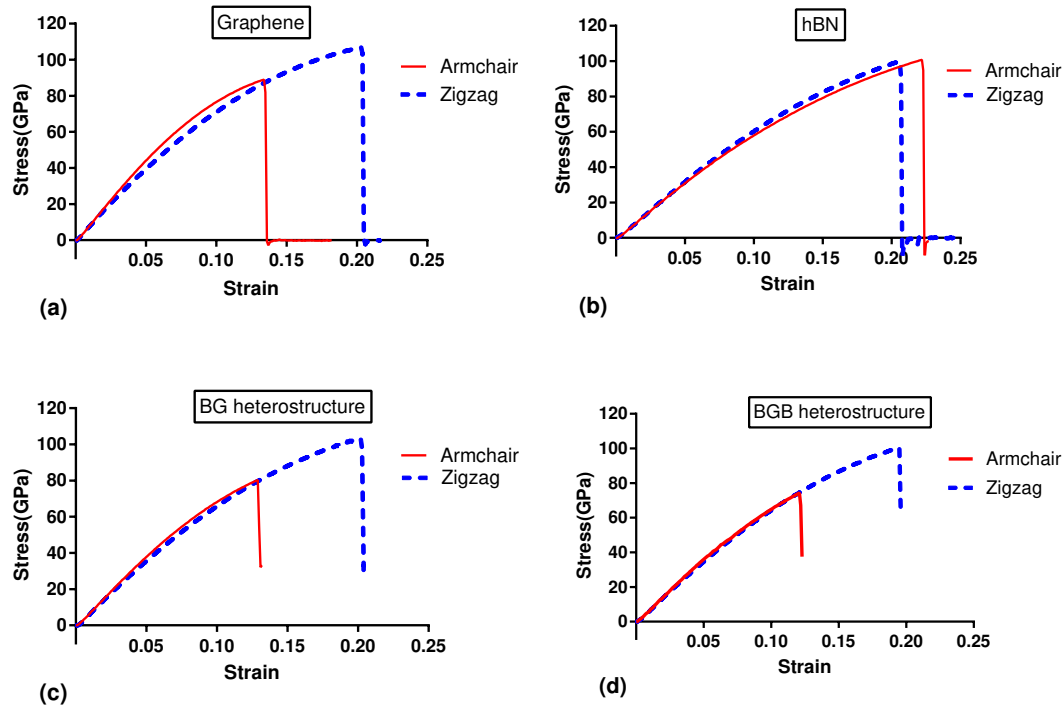 Graphene
120
100
80
60
40
20
0
Stress(GPa)
0.05 0.10 0.15 0.20 0.25
Strain
Armchair
Zigzag
(a)
hBN
120
100
80
60
40
20
0
Stress(GPa)
0.05 0.10 0.15 0.20 0.25
Strain
Armchair
Zigzag
(b)
BG heterostructure
120
100
80
60
40
20
0
Stress(GPa)
0.05 0.10 0.15 0.20 0.25
Strain
Armchair
Zigzag
(c)
BGB heterostructure
120
100
80
60
40
20
0
Stress(GPa)
0.05 0.10 0.15 0.20 0.25
Strain
Armchair
Zigzag
(d)